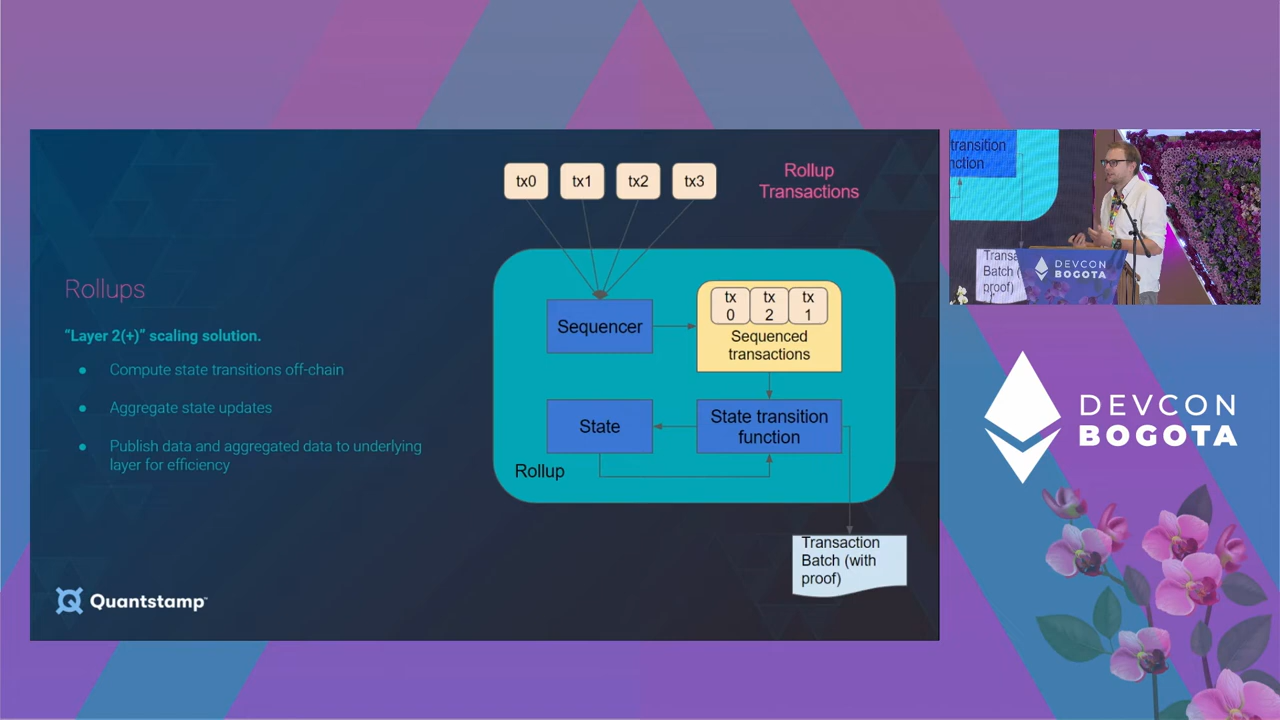 tx0
tx1
tx2
tx3
Rollup
Transactions
Rollups
“Layer 2(+)” scaling solution.
● Compute state transitions off-chain
● Aggregate state updates
● Publish data and aggregated data to underlying
layer for efficiency
Sequencer
tx
0
tx
2
tx
1
Sequenced
transactions
State
State transition
function
Rollup
Transaction
Batch (with
proof)
Quantstamp™
transition
nction
Transa
Batch (
proof)
DEVCON
BOGOTA
DEVCON
BOGOTA